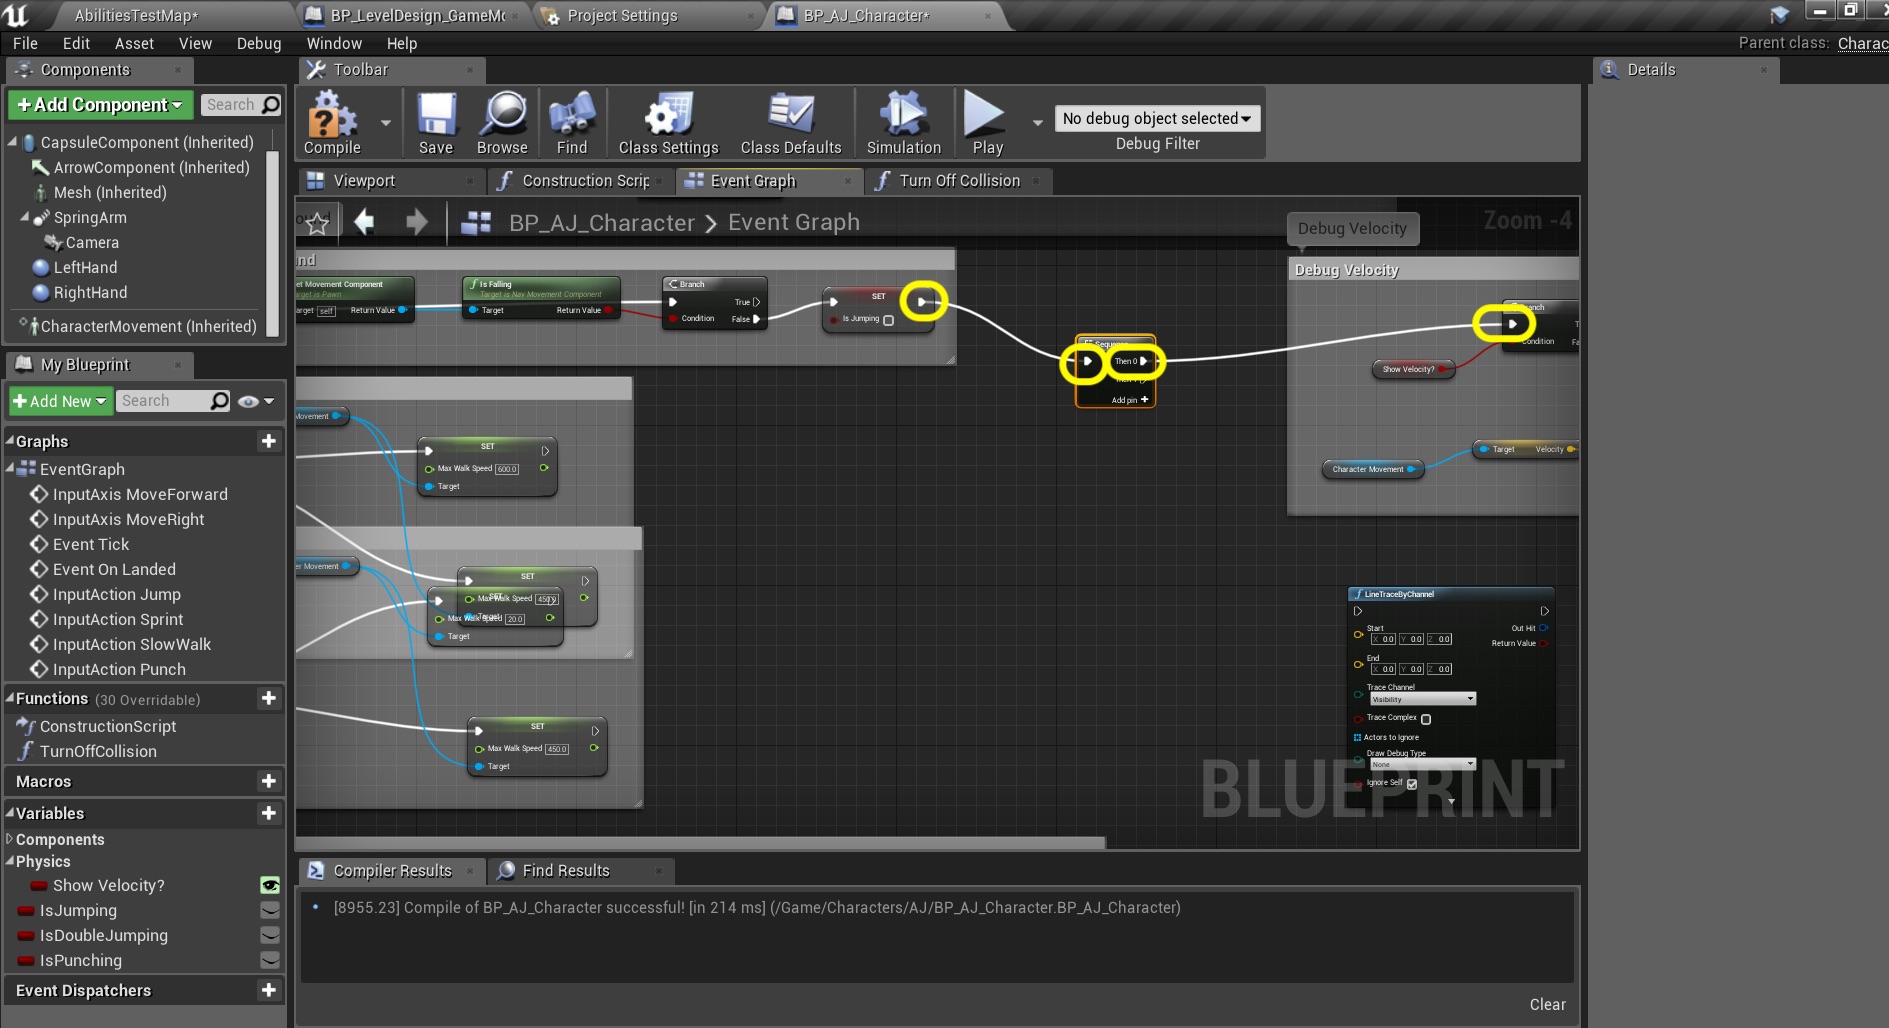 AbilitiesTestMap*
BP_LevelDesign_GameMo
Project Settings
BP_AJ_Character*
File Edit Asset View Debug Window Help
Parent class: Charac
Components
Toolbar
Details
+Add Component
Search
CapsuleComponent (Inherited)
ArrowComponent (Inherited)
Mesh (Inherited)
SpringArm
Camera
LeftHand
RightHand
CharacterMovement (Inherited)
Compile
Save
Browse
Find
Class Settings
Class Defaults
Simulation
Play
No debug object selected
Debug Filter
Viewport
Construction Scrip
Event Graph
Turn Off Collision
BP_AJ_Character > Event Graph
Zoom -4
Debug Velocity
Debug Velocity
et Movement Component
Target is Pawn
Target self
Return Value
Is Falling
Target is Nav Movement Component
Target
Return Value
Branch
True
Condition False
SET
Is Jumping
Sequence
Then 0
Then 1
Add pin +
Branch
Condition
Show Velocity?
Character Movement
Target Velocity
My Blueprint
+ Add New
Search
Graphs
EventGraph
InputAxis MoveForward
InputAxis MoveRight
Event Tick
Event On Landed
InputAction Jump
InputAction Sprint
InputAction SlowWalk
InputAction Punch
Functions (30 Overridable)
ConstructionScript
TurnOffCollision
Macros
Variables
Components
Physics
Show Velocity?
IsJumping
IsDoubleJumping
IsPunching
Event Dispatchers
Movement
SET
Max Walk Speed 600.0
Target
er Movement
SET
Max Walk Speed 450.0
Target
SET
Max Walk Speed 20.0
Target
SET
Max Walk Speed 450.0
Target
LineTraceByChannel
Start
X 0.0 Y 0.0 Z 0.0
Out Hit
Return Value
End
X 0.0 Y 0.0 Z 0.0
Trace Channel
Visibility
Trace Complex
Actors to Ignore
Draw Debug Type
None
Ignore Self
BLUEPRINT
Compiler Results
Find Results
[8955.23] Compile of BP_AJ_Character successful! [in 214 ms] (/Game/Characters/AJ/BP_AJ_Character.BP_AJ_Character)
Clear